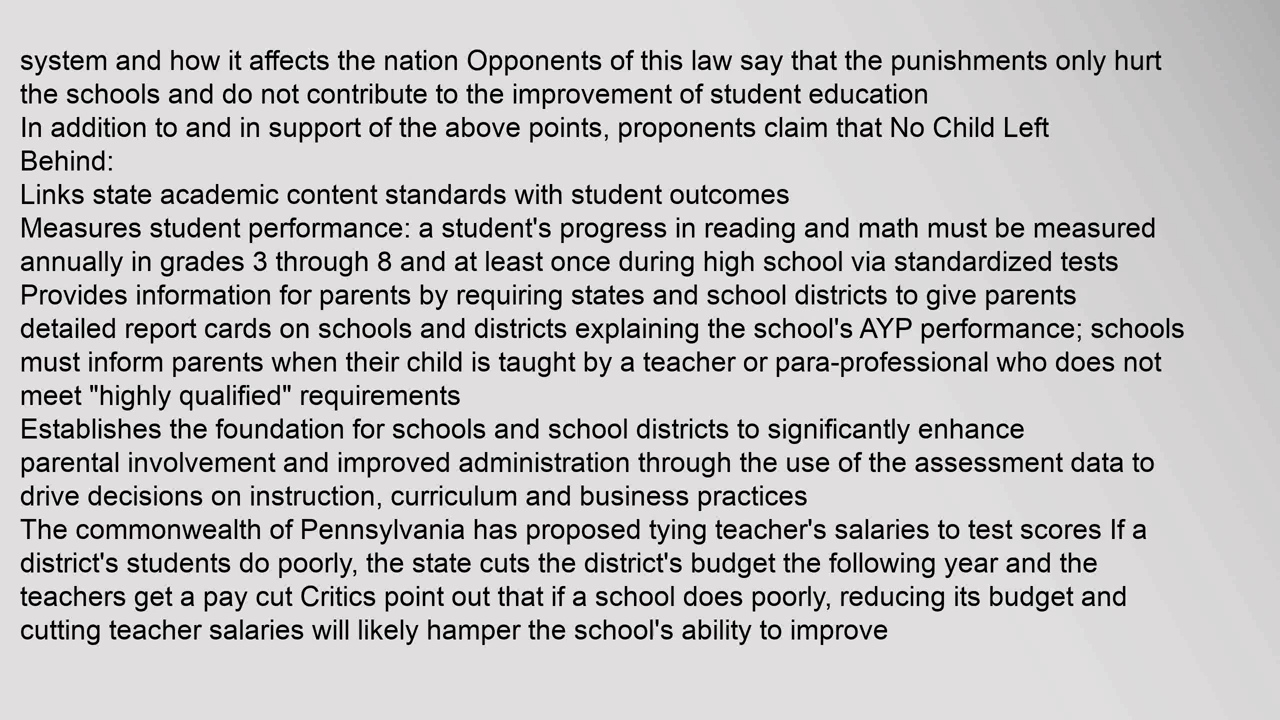 system and how it affects the nation Opponents of this law say that the punishments only hurt
the schools and do not contribute to the improvement of student education
In addition to and in support of the above points, proponents claim that No Child Left
Behind:
Links state academic content standards with student outcomes
Measures student performance: a student's progress in reading and math must be measured
annually in grades 3 through 8 and at least once during high school via standardized tests
Provides information for parents by requiring states and school districts to give parents
detailed report cards on schools and districts explaining the school's AYP performance; schools
must inform parents when their child is taught by a teacher or para-professional who does not
meet "highly qualified" requirements
Establishes the foundation for schools and school districts to significantly enhance
parental involvement and improved administration through the use of the assessment data to
drive decisions on instruction, curriculum and business practices
The commonwealth of Pennsylvania has proposed tying teacher's salaries to test scores If a
district's students do poorly, the state cuts the district's budget the following year and the
teachers get a pay cut Critics point out that if a school does poorly, reducing its budget and
cutting teacher salaries will likely hamper the school's ability to improve